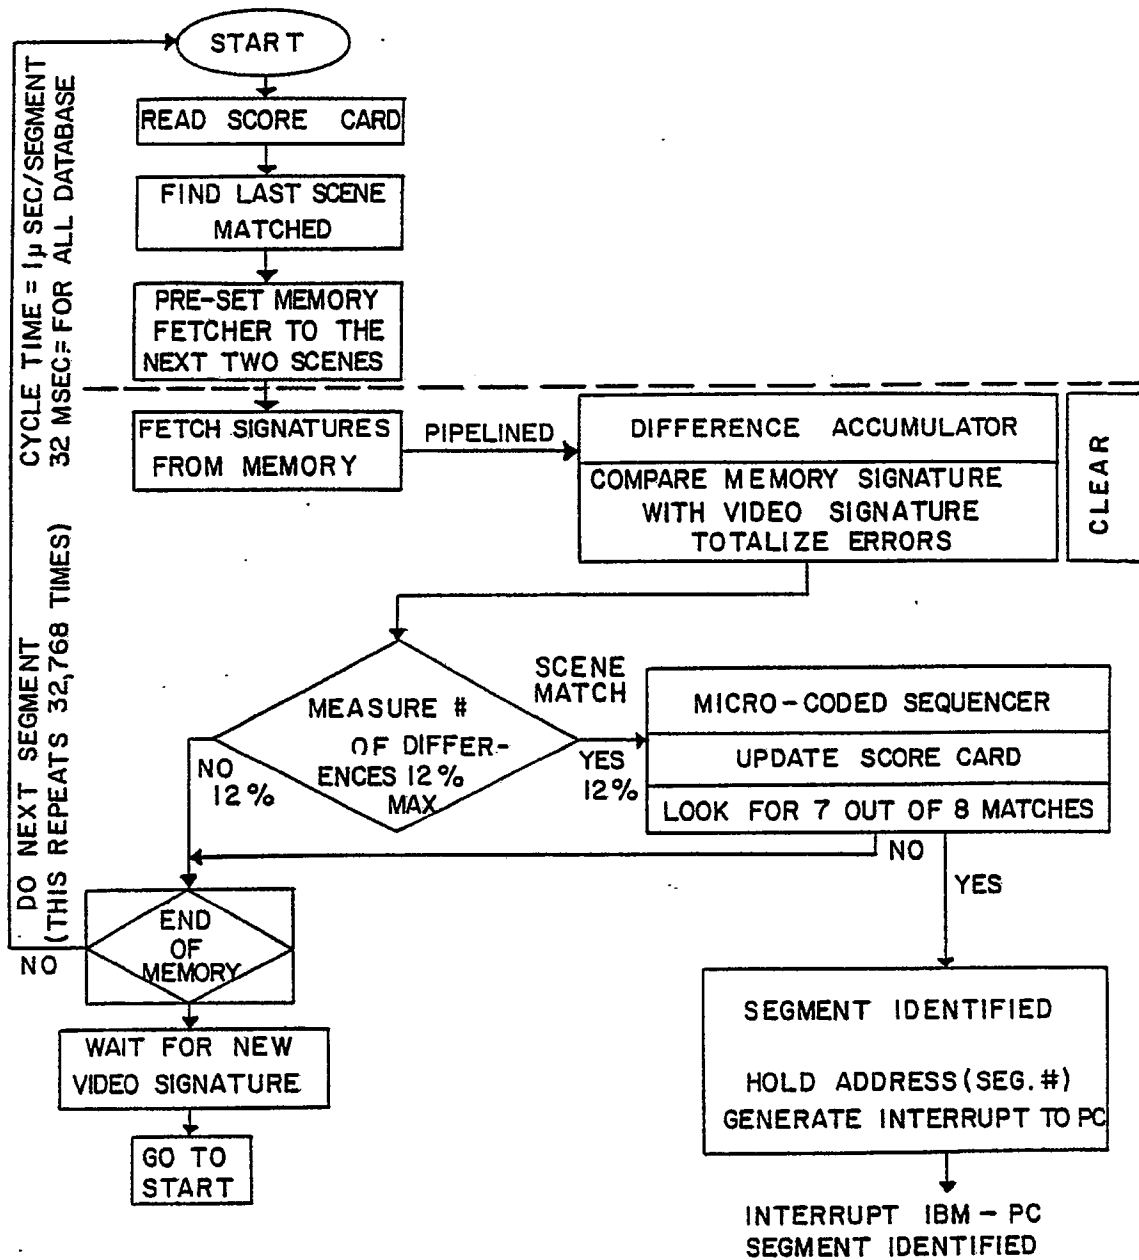 START
READ SCORE CARD
FIND LAST SCENE
MATCHED
PRE-SET MEMORY
FETCHER TO THE
NEXT TWO SCENES
CYCLE TIME = 1μ SEC/SEGMENT
32 MSEC= FOR ALL DATABASE
FETCH SIGNATURES
FROM MEMORY
PIPELINED
DIFFERENCE ACCUMULATOR
COMPARE MEMORY SIGNATURE
WITH VIDEO SIGNATURE
TOTALIZE ERRORS
CLEAR
DO NEXT SEGMENT
(THIS REPEATS 32,768 TIMES)
MEASURE #
OF DIFFER-
ENCES 12%
MAX
NO
12%
SCENE
MATCH
YES
12%
MICRO-CODED SEQUENCER
UPDATE SCORE CARD
LOOK FOR 7 OUT OF 8 MATCHES
NO
YES
END
OF
MEMORY
NO
WAIT FOR NEW
VIDEO SIGNATURE
GO TO
START
SEGMENT IDENTIFIED
HOLD ADDRESS (SEG. #)
GENERATE INTERRUPT TO PC
INTERRUPT IBM - PC
SEGMENT IDENTIFIED